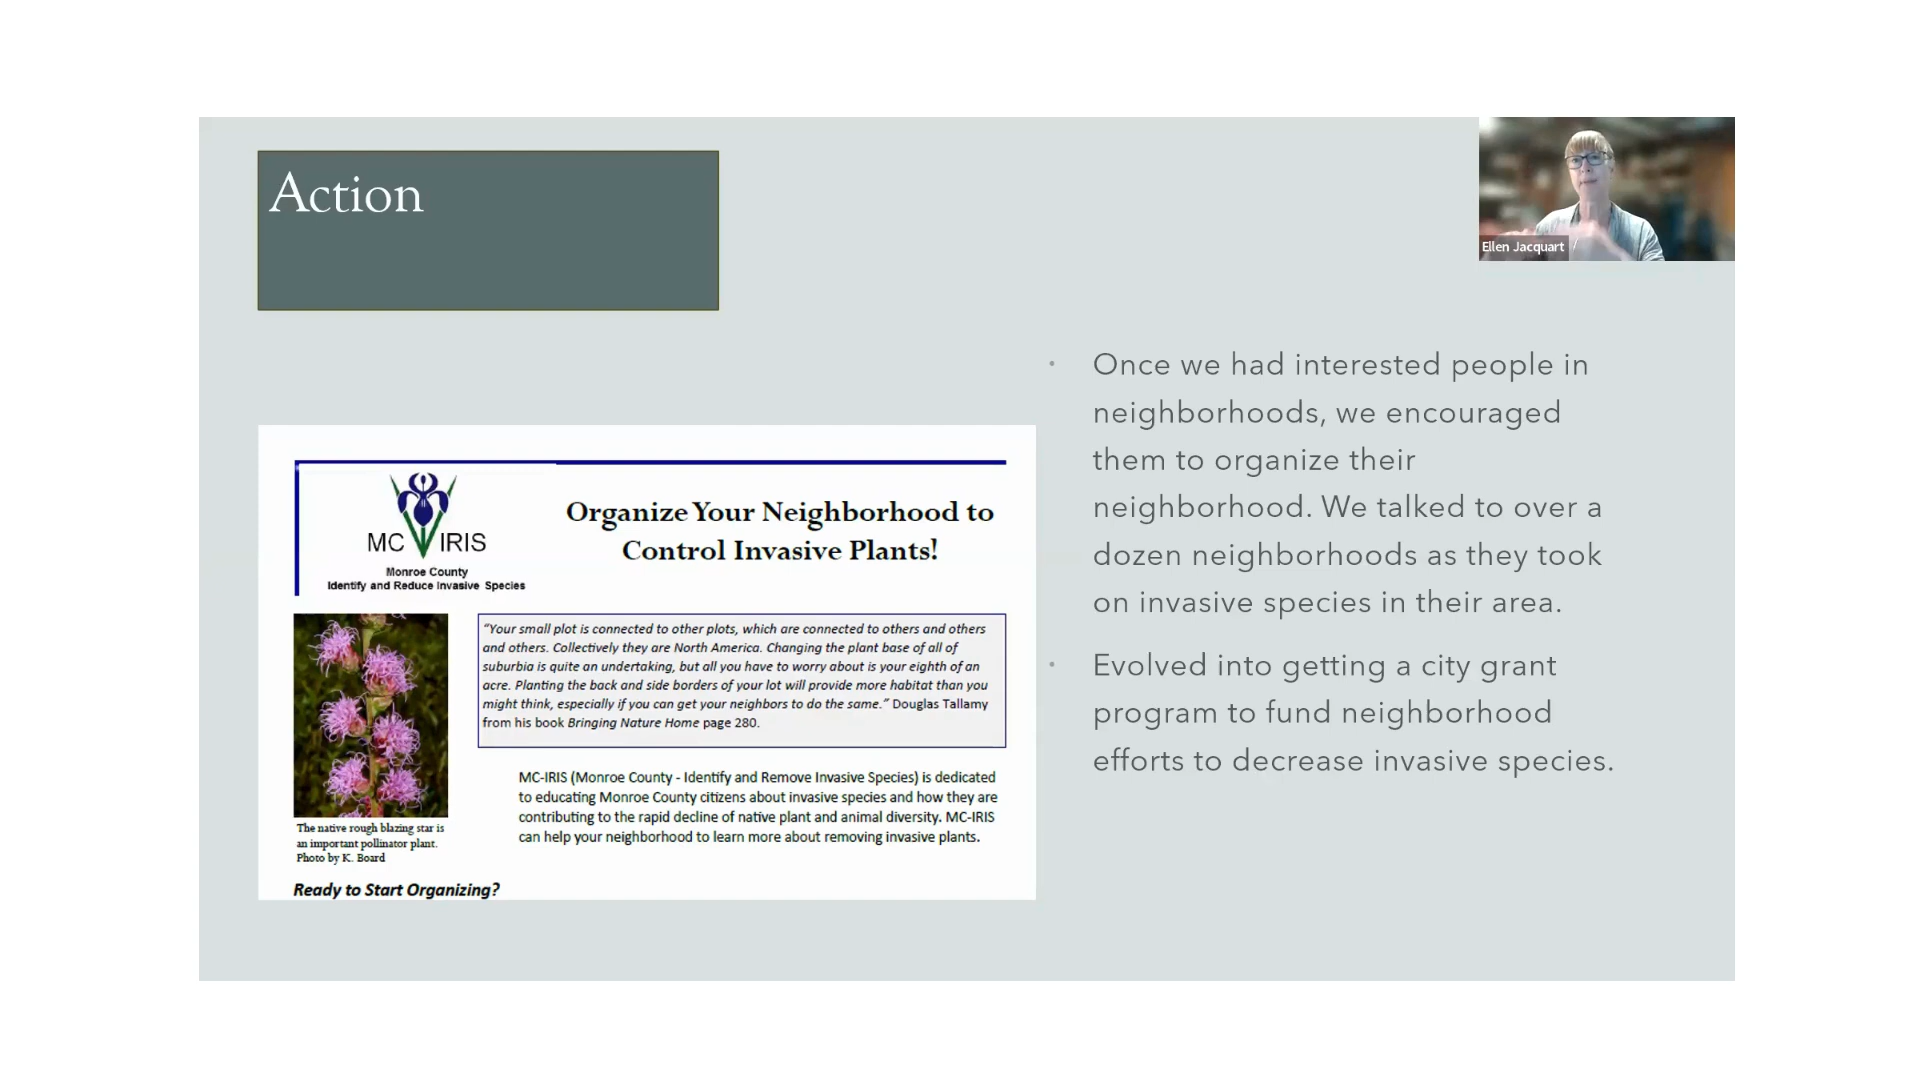 Action
Ellen Jacquart
MC IRIS
Monroe County
Identify and Reduce Invasive Species
Organize Your Neighborhood to
Control Invasive Plants!
"Your small plot is connected to other plots, which are connected to others and others
and others. Collectively they are North America. Changing the plant base of all of
suburbia is quite an undertaking, but all you have to worry about is your eighth of an
acre. Planting the back and side borders of your lot will provide more habitat than you
might think, especially if you can get your neighbors to do the same." Douglas Tallamy
from his book Bringing Nature Home page 280.
The native rough blazing star is
an important pollinator plant.
Photo by K. Board
MC-IRIS (Monroe County - Identify and Remove Invasive Species) is dedicated
to educating Monroe County citizens about invasive species and how they are
contributing to the rapid decline of native plant and animal diversity. MC-IRIS
can help your neighborhood to learn more about removing invasive plants.
Ready to Start Organizing?
• Once we had interested people in
neighborhoods, we encouraged
them to organize their
neighborhood. We talked to over a
dozen neighborhoods as they took
on invasive species in their area.
• Evolved into getting a city grant
program to fund neighborhood
efforts to decrease invasive species.